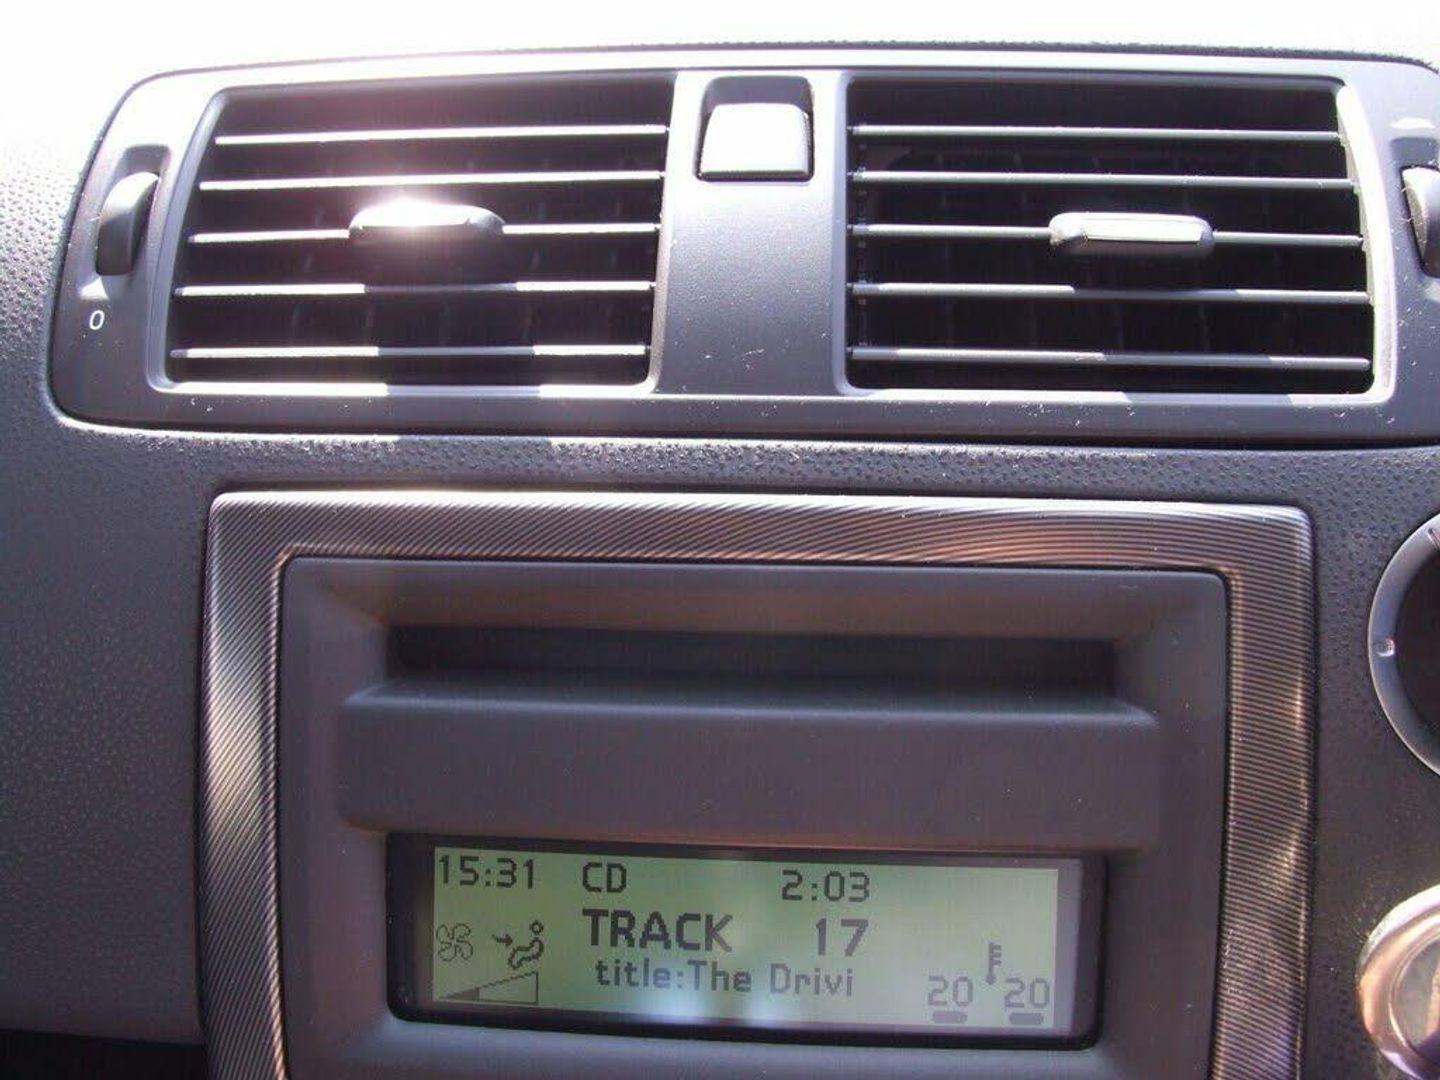 0
15:31 CD 2:03
TRACK 17
title:The Drivi
20 20